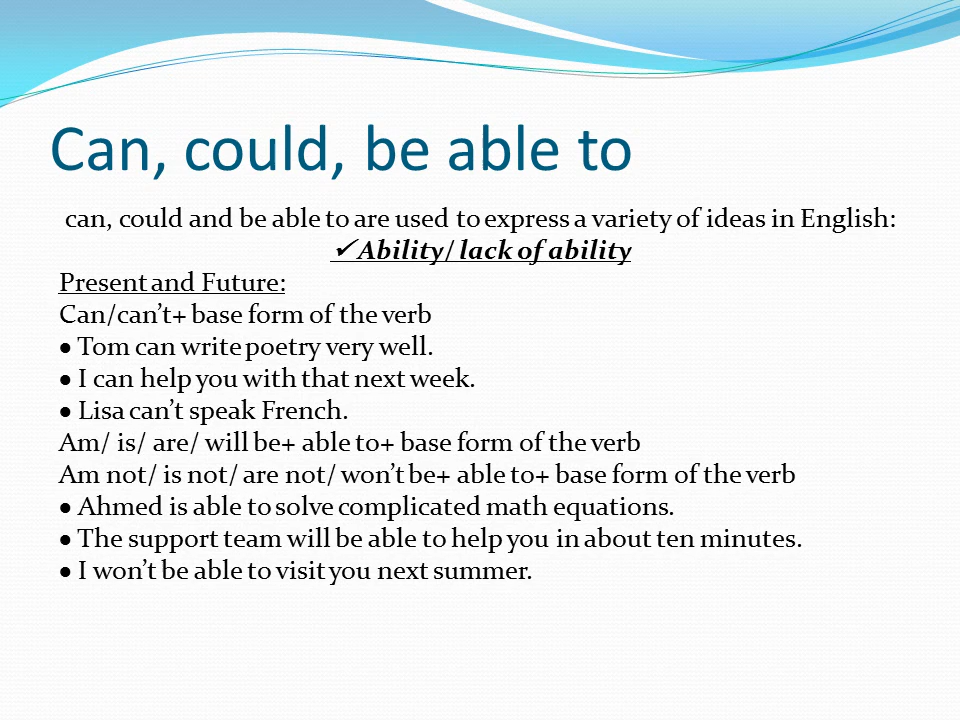 Can, could, be able to
can, could and be able to are used to express a variety of ideas in English:
✓Ability/ lack of ability
Present and Future:
Can/can’t+ base form of the verb
● Tom can write poetry very well.
● I can help you with that next week.
● Lisa can’t speak French.
Am/ is/ are/ will be+ able to+ base form of the verb
Am not/ is not/ are not/ won’t be+ able to+ base form of the verb
● Ahmed is able to solve complicated math equations.
● The support team will be able to help you in about ten minutes.
● I won’t be able to visit you next summer.